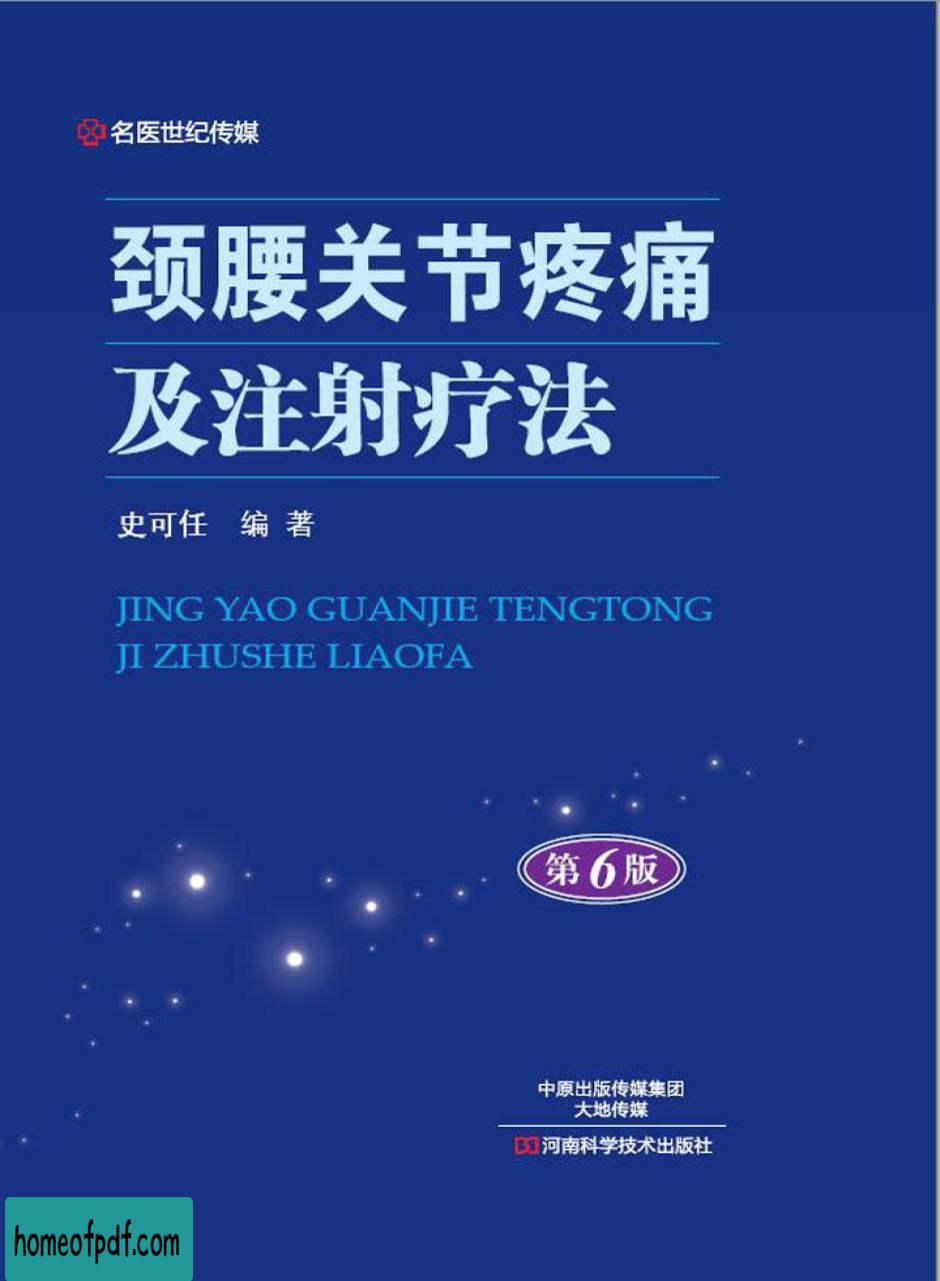 名医世纪传媒
颈腰关节疼痛
及注射疗法
史可任 编 著
JING YAO GUANJIE TENGTONG
JI ZHUSHE LIAOFA
第6版
中原出版传媒集团
大地传媒
河南科学技术出版社
homeofpdf.com